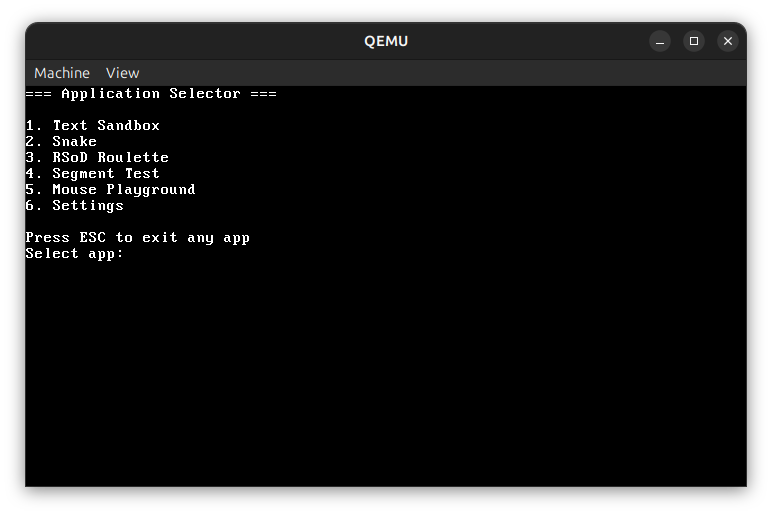 QEMU
Machine View
=== Application Selector ===
1. Text Sandbox
2. Snake
3. RSoD Roulette
4. Segment Test
5. Mouse Playground
6. Settings
Press ESC to exit any app
Select app: